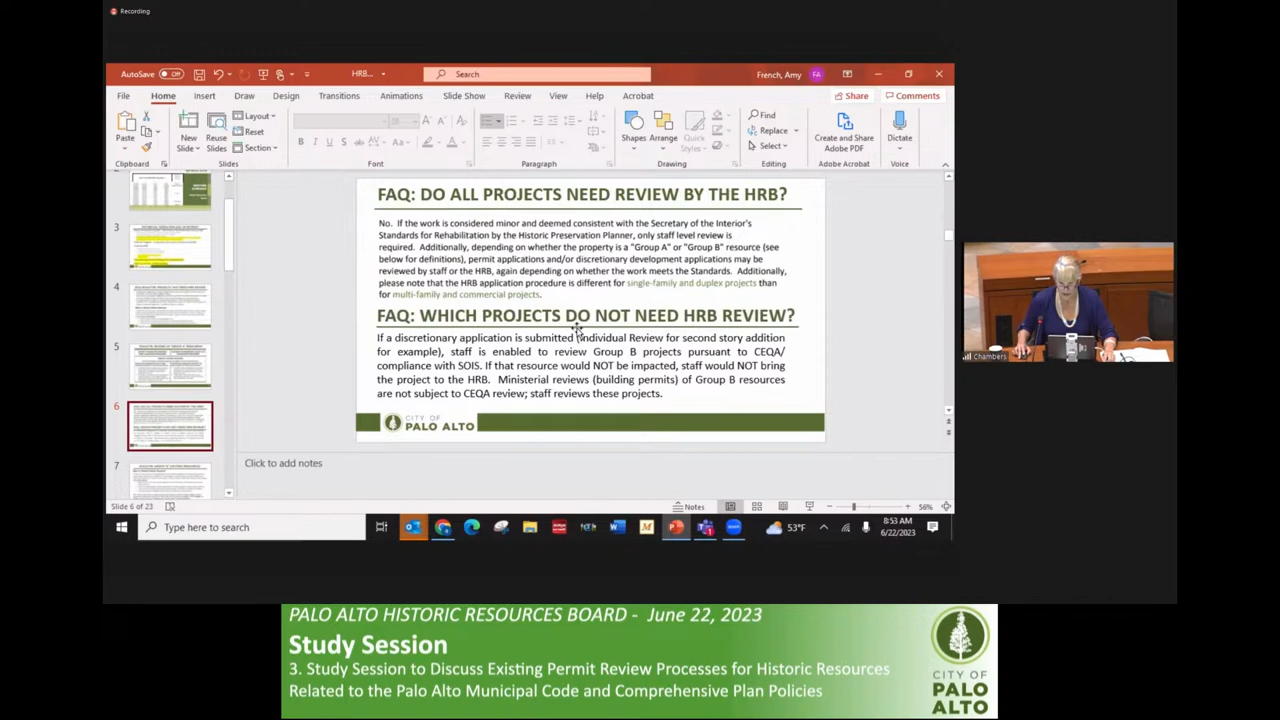 Recording
AutoSave Off HRB... Search French, Amy FA
File Home Insert Draw Design Transitions Animations Slide Show Review View Help Acrobat Share Comments
Paste New Slide Reuse Slides Layout Reset Section Shapes Arrange Quick Styles Find Replace Select Create and Share Adobe PDF Dictate
Clipboard Slides Font Paragraph Drawing Editing Adobe Acrobat Voice
3
4
5
6
7
FAQ: DO ALL PROJECTS NEED REVIEW BY THE HRB?
No. If the work is considered minor and deemed consistent with the Secretary of the Interior's
Standards for Rehabilitation by the Historic Preservation Planner, only staff level review is
required. Additionally, depending on whether the property is a "Group A" or "Group B" resource (see
below for definitions), permit applications and/or discretionary development applications may be
reviewed by staff or the HRB, again depending on whether the work meets the Standards. Additionally,
please note that the HRB application procedure is different for single-family and duplex projects than
for multi-family and commercial projects.
FAQ: WHICH PROJECTS DO NOT NEED HRB REVIEW?
If a discretionary application is submitted (Individual Review for second story addition
for example), staff is enabled to review Group B projects pursuant to CEQA/
compliance with SOIS. If that resource would NOT be impacted, staff would NOT bring
the project to the HRB. Ministerial reviews (building permits) of Group B resources
are not subject to CEQA review; staff reviews these projects.
CITY OF
PALO ALTO
Click to add notes
Slide 6 of 23 Notes 56%
Type here to search 53°F 8:53 AM
6/22/2023
Chambers
PALO ALTO HISTORIC RESOURCES BOARD - June 22, 2023
Study Session
3. Study Session to Discuss Existing Permit Review Processes for Historic Resources
Related to the Palo Alto Municipal Code and Comprehensive Plan Policies
CITY OF
PALO
ALTO